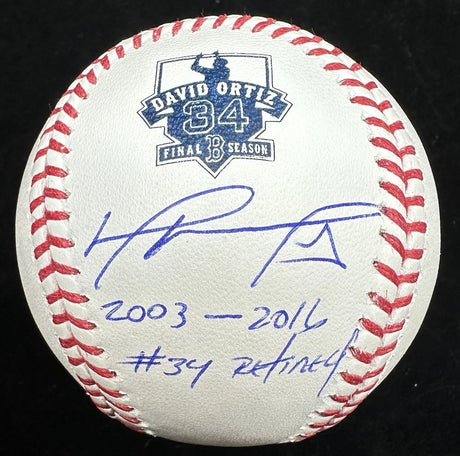 DAVID ORTIZ
34
FINAL B SEASON
2003 — 2016
#34 RETIRED